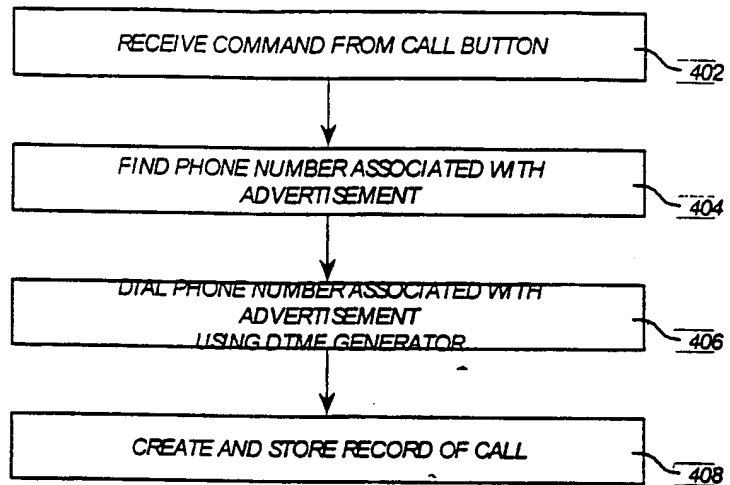 RECEIVE COMMAND FROM CALL BUTTON
402
FIND PHONE NUMBER ASSOCIATED WITH
ADVERTISEMENT
404
DIAL PHONE NUMBER ASSOCIATED WITH
ADVERTISEMENT
USING DTMF GENERATOR
406
CREATE AND STORE RECORD OF CALL
408